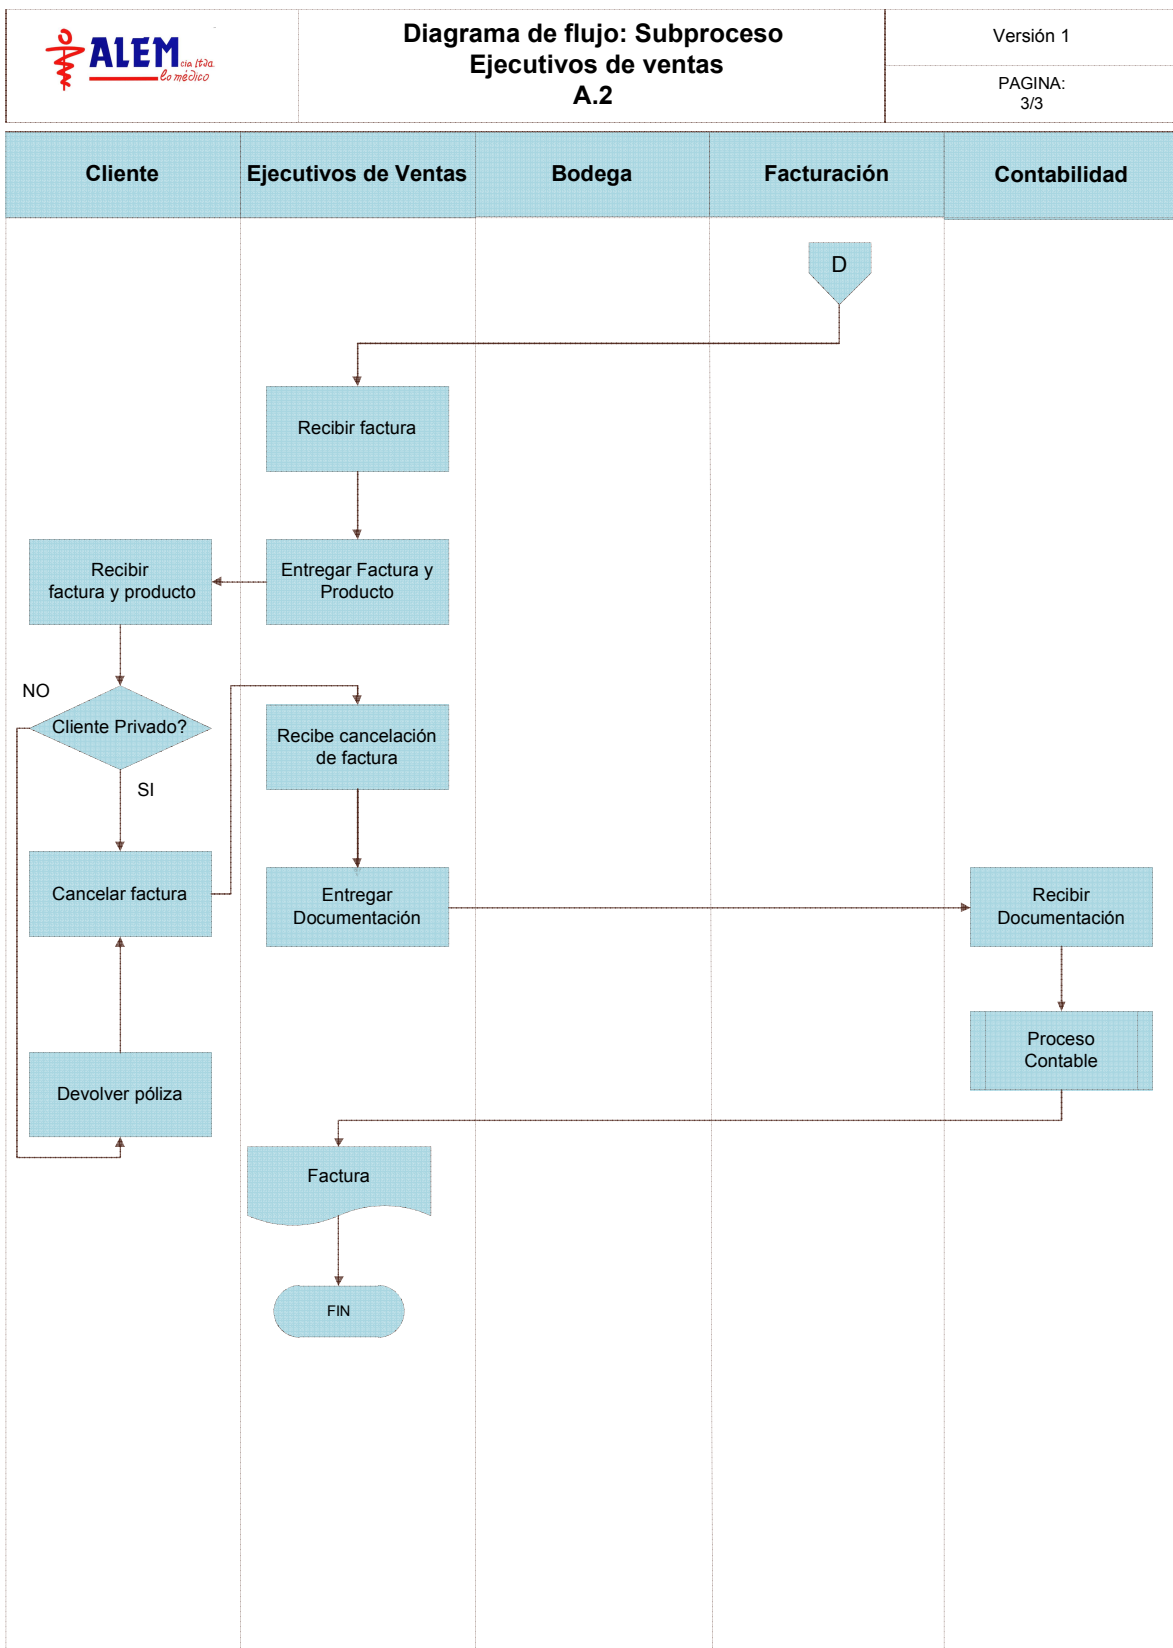 ALEM
cia ltda
lo médico
Diagrama de flujo: Subproceso
Ejecutivos de ventas
A.2
Versión 1
PAGINA:
3/3
Cliente
Ejecutivos de Ventas
Bodega
Facturación
Contabilidad
D
Recibir factura
Recibir
factura y producto
Entregar Factura y
Producto
NO
Cliente Privado?
SI
Recibe cancelación
de factura
Cancelar factura
Entregar
Documentación
Recibir
Documentación
Proceso
Contable
Devolver póliza
Factura
FIN